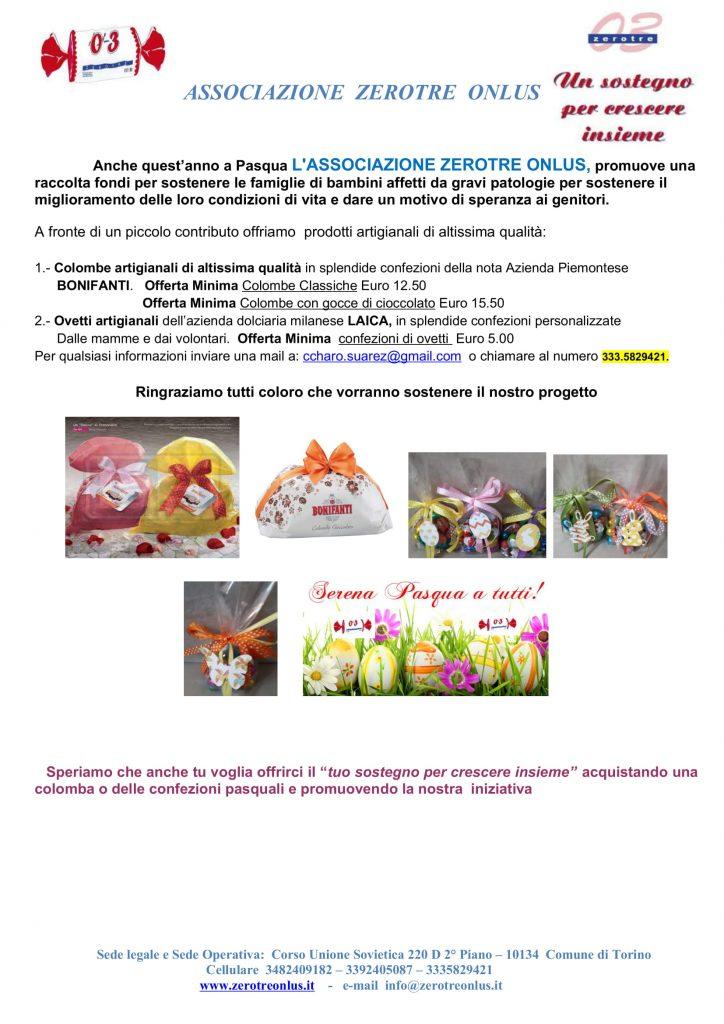 0-3
03
zerotre
ASSOCIAZIONE ZEROTRE ONLUS
Un sostegno
per crescere
insieme
Anche quest'anno a Pasqua L'ASSOCIAZIONE ZEROTRE ONLUS, promuove una
raccolta fondi per sostenere le famiglie di bambini affetti da gravi patologie per sostenere il
miglioramento delle loro condizioni di vita e dare un motivo di speranza ai genitori.
A fronte di un piccolo contributo offriamo prodotti artigianali di altissima qualità:
1.- Colombe artigianali di altissima qualità in splendide confezioni della nota Azienda Piemontese
BONIFANTI. Offerta Minima Colombe Classiche Euro 12.50
Offerta Minima Colombe con gocce di cioccolato Euro 15.50
2.- Ovetti artigianali dell'azienda dolciaria milanese LAICA, in splendide confezioni personalizzate
Dalle mamme e dai volontari. Offerta Minima confezioni di ovetti Euro 5.00
Per qualsiasi informazioni inviare una mail a: ccharo.suarez@gmail.com o chiamare al numero 333.5829421.
Ringraziamo tutti coloro che vorranno sostenere il nostro progetto
BONIFANTI
Serena Pasqua a tutti!
0-3
0-3
Speriamo che anche tu voglia offrirci il “tuo sostegno per crescere insieme” acquistando una
colomba o delle confezioni pasquali e promuovendo la nostra iniziativa
Sede legale e Sede Operativa: Corso Unione Sovietica 220 D 2° Piano – 10134 Comune di Torino
Cellulare 3482409182 – 3392405087 – 3335829421
www.zerotreonlus.it - e-mail info@zerotreonlus.it